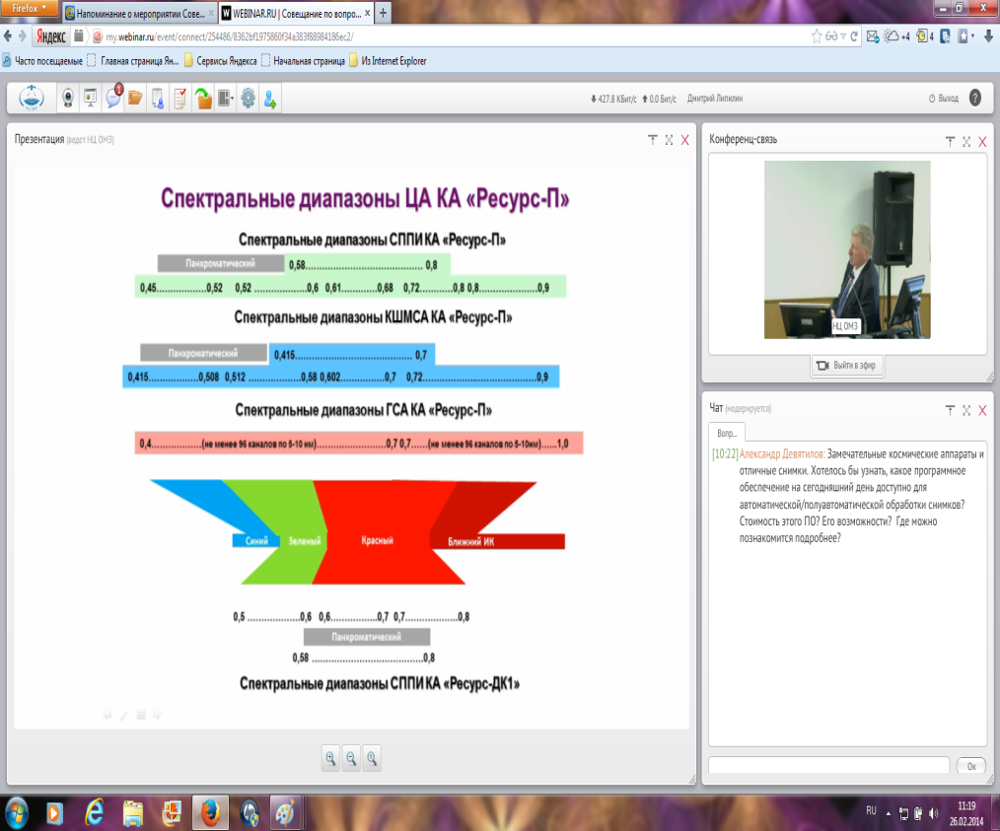 Firefox
Напоминание о мероприятии Сове...
WEBINAR.RU | Совещание по вопро...
Яндекс
my.webinar.ru/event/connect/254486/8362bf1975860f34a383f88984186ec2/
+4
4
Часто посещаемые
Главная страница Ян...
Сервисы Яндекса
Начальная страница
Из Internet Explorer
1
427.8 КБит/с
0.0 Бит/с
Дмитрий Липилин
Выход
?
Презентация (ведет НЦ ОМЗ)
Спектральные диапазоны ЦА КА «Ресурс-П»
Спектральные диапазоны СППИ КА «Ресурс-П»
Панхроматический 0,58........................................ 0,8
0,45.................0,52 0,52 ..................0,6 0,61............0,68 0,72............0,8 0,8...................0,9
Спектральные диапазоны КШМСА КА «Ресурс-П»
Панхроматический 0,415........................................ 0,7
0,415.................0,508 0,512 ..................0,58 0,602...............0,7 0,72.......................................0,9
Спектральные диапазоны ГСА КА «Ресурс-П»
0,4..................(не менее 96 каналов по 5-10 нм)........................0,7 0,7......(не менее 96 каналов по 5-10нм)......1,0
Синий Зеленый Красный Ближний ИК
0,5 ......................0,6 0,6.................0,7 0,7..................0,8
Панхроматический
0,58 ......................................0,8
Спектральные диапазоны СППИ КА «Ресурс-ДК1»
Конференц-связь
НЦ ОМЗ
Выйти в эфир
Чат (модерируется)
Вопр...
[10:22] Александр Девятилов: Замечательные космические аппараты и
отличные снимки. Хотелось бы узнать, какое программное
обеспечение на сегодняшний день доступно для
автоматической/полуавтоматической обработки снимков?
Стоимость этого ПО? Его возможности? Где можно
познакомится подробнее?
Ок
RU
11:19
26.02.2014